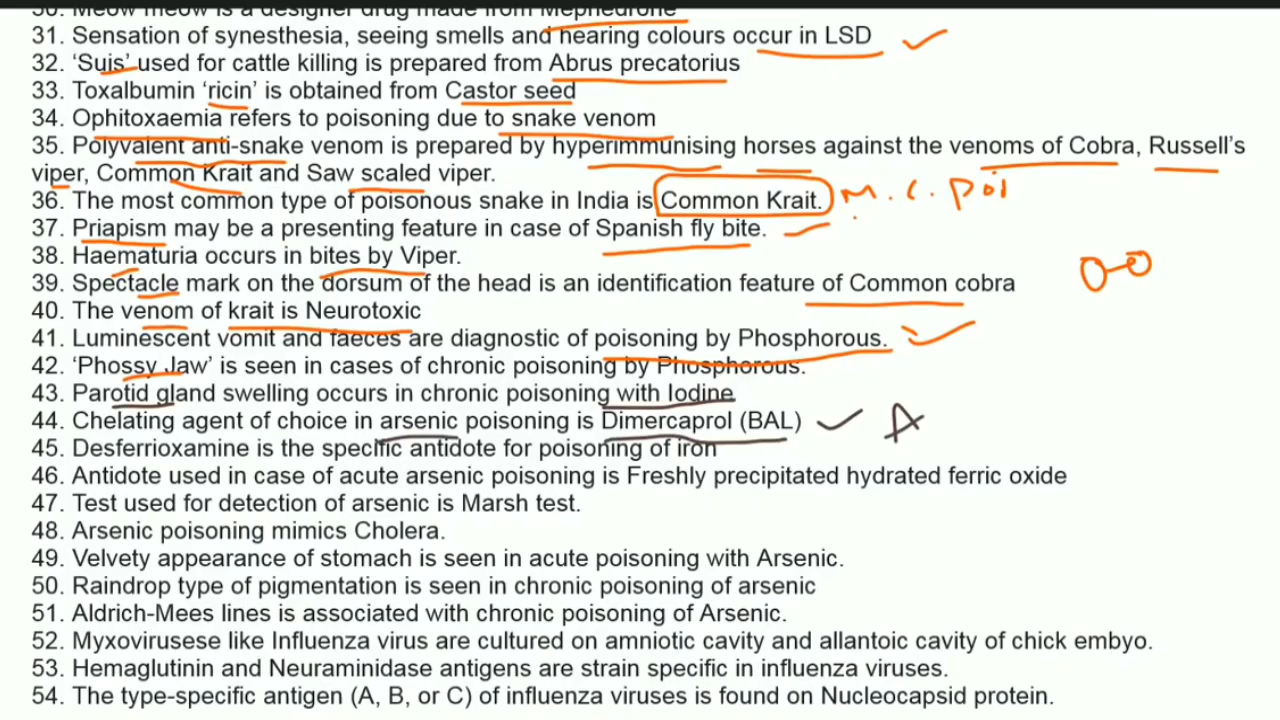 30. Meow meow is a designer drug made from Mephedrone
31. Sensation of synesthesia, seeing smells and hearing colours occur in LSD
32. ‘Suis’ used for cattle killing is prepared from Abrus precatorius
33. Toxalbumin ‘ricin’ is obtained from Castor seed
34. Ophitoxaemia refers to poisoning due to snake venom
35. Polyvalent anti-snake venom is prepared by hyperimmunising horses against the venoms of Cobra, Russell’s
viper, Common Krait and Saw scaled viper.
36. The most common type of poisonous snake in India is Common Krait. M.C. Poi
37. Priapism may be a presenting feature in case of Spanish fly bite.
38. Haematuria occurs in bites by Viper.
39. Spectacle mark on the dorsum of the head is an identification feature of Common cobra
40. The venom of krait is Neurotoxic
41. Luminescent vomit and faeces are diagnostic of poisoning by Phosphorous.
42. ‘Phossy Jaw’ is seen in cases of chronic poisoning by Phosphorous.
43. Parotid gland swelling occurs in chronic poisoning with Iodine
44. Chelating agent of choice in arsenic poisoning is Dimercaprol (BAL) A
45. Desferrioxamine is the specific antidote for poisoning of iron
46. Antidote used in case of acute arsenic poisoning is Freshly precipitated hydrated ferric oxide
47. Test used for detection of arsenic is Marsh test.
48. Arsenic poisoning mimics Cholera.
49. Velvety appearance of stomach is seen in acute poisoning with Arsenic.
50. Raindrop type of pigmentation is seen in chronic poisoning of arsenic
51. Aldrich-Mees lines is associated with chronic poisoning of Arsenic.
52. Myxovirusese like Influenza virus are cultured on amniotic cavity and allantoic cavity of chick embyo.
53. Hemaglutinin and Neuraminidase antigens are strain specific in influenza viruses.
54. The type-specific antigen (A, B, or C) of influenza viruses is found on Nucleocapsid protein.